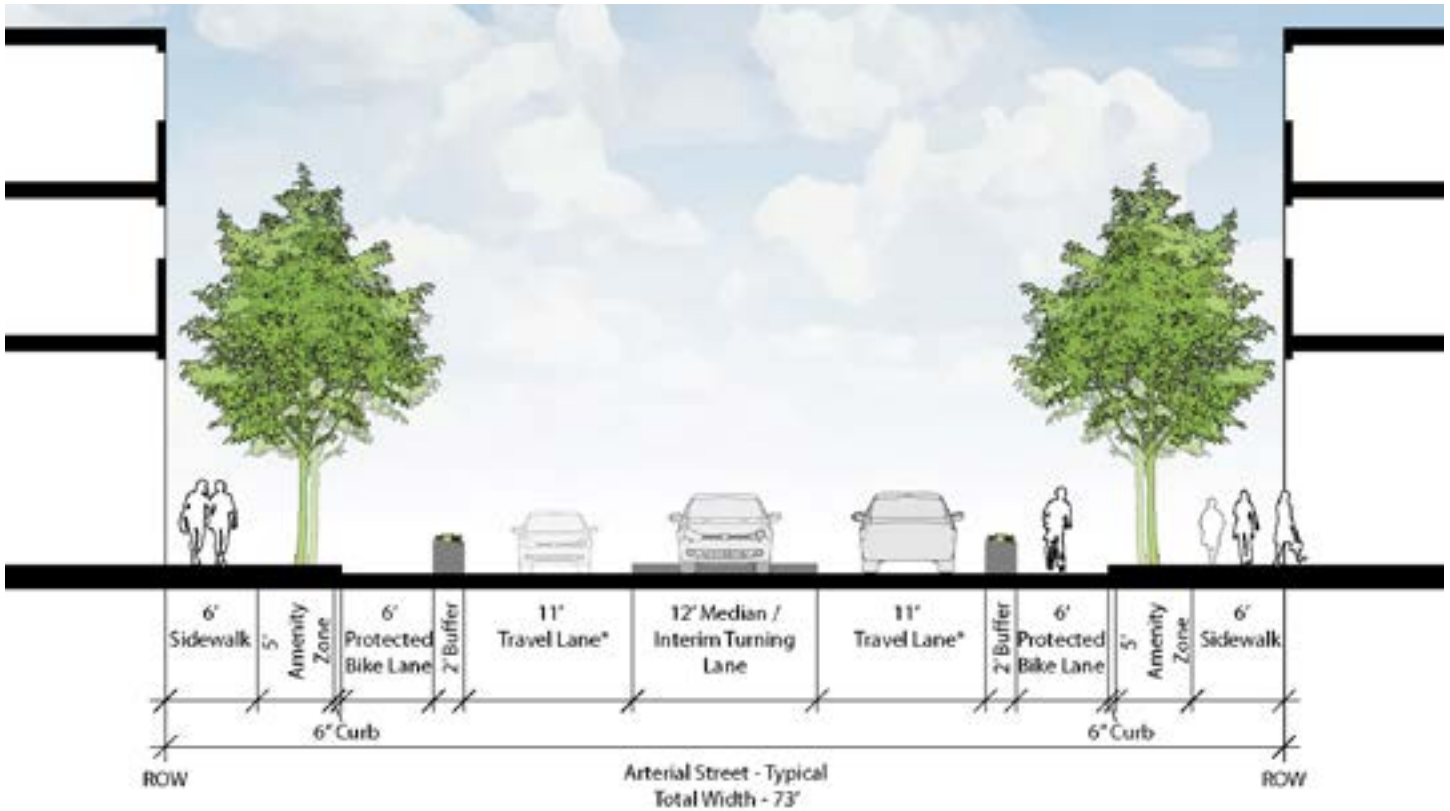 6'
Sidewalk
5'
Amenity
Zone
6'
Protected
Bike Lane
2' Buffer
11'
Travel Lane*
12' Median /
Interim Turning
Lane
11'
Travel Lane*
2' Buffer
6'
Protected
Bike Lane
5'
Amenity
Zone
6'
Sidewalk
6" Curb
6" Curb
ROW
Arterial Street - Typical
Total Width - 73'
ROW